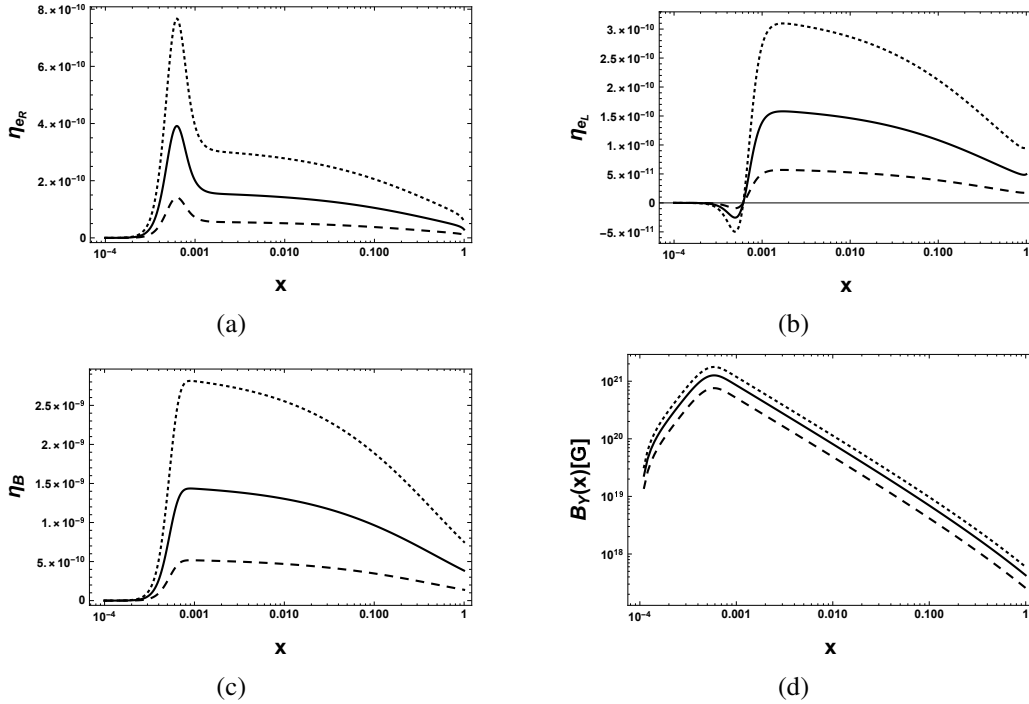 8.×10⁻¹⁰
6.×10⁻¹⁰
4.×10⁻¹⁰
2.×10⁻¹⁰
0
η_{e_R}
10⁻⁴ 0.001 0.010 0.100 1
x
(a)
3.×10⁻¹⁰
2.×10⁻¹⁰
1.5×10⁻¹⁰
1.×10⁻¹⁰
5.×10⁻¹¹
0
-5.×10⁻¹¹
η_{e_L}
10⁻⁴ 0.001 0.010 0.100 1
x
(b)
2.5×10⁻⁹
2.×10⁻⁹
1.5×10⁻⁹
1.×10⁻⁹
5.×10⁻¹⁰
0
η_B
10⁻⁴ 0.001 0.010 0.100 1
x
(c)
10²¹
10²⁰
10¹⁹
10¹⁸
B_Y(x)[G]
10⁻⁴ 0.001 0.010 0.100 1
x
(d)